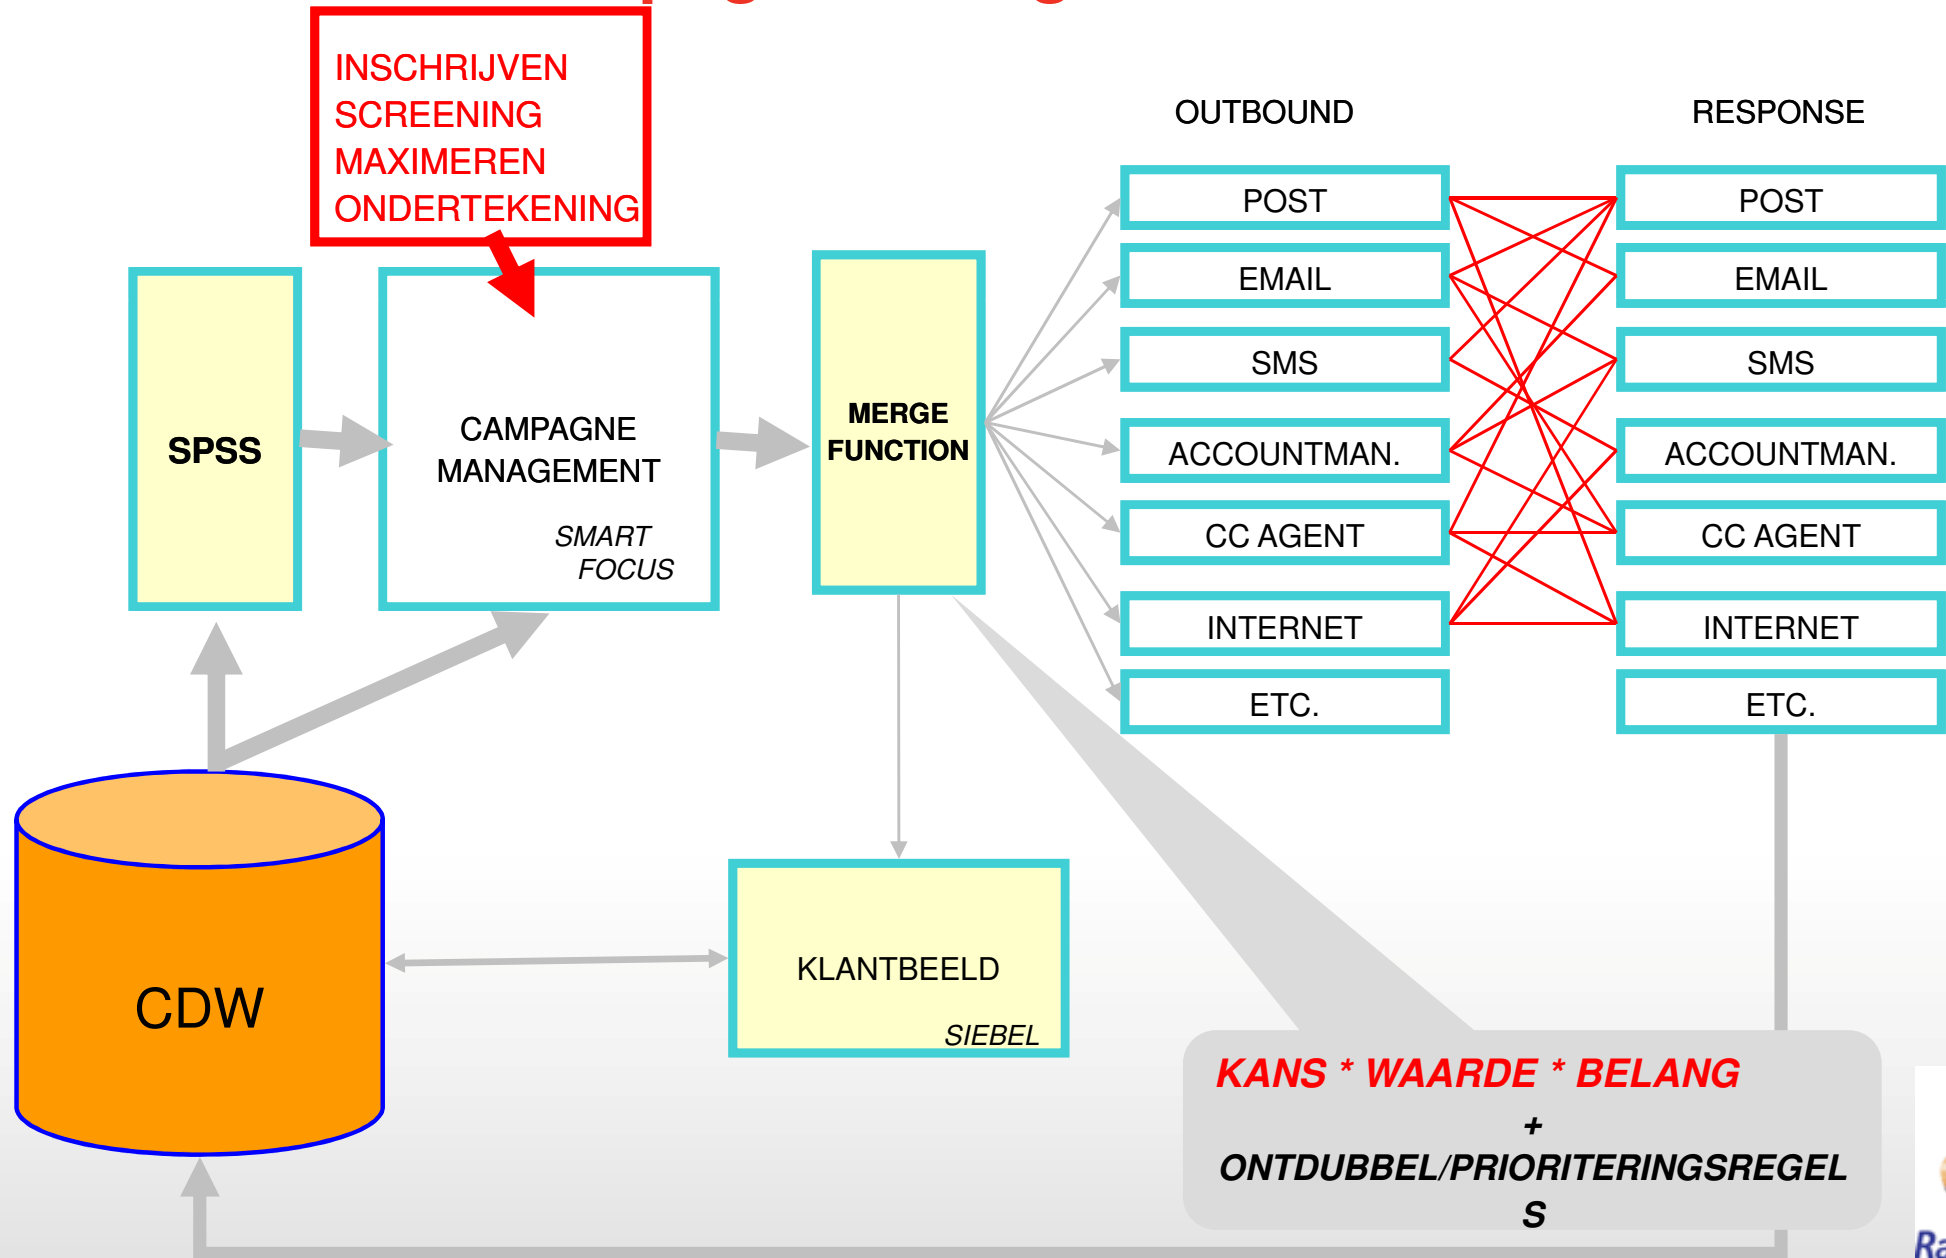 INSCHRIJVEN
SCREENING
MAXIMEREN
ONDERTEKENING
OUTBOUND
RESPONSE
POST
EMAIL
SMS
ACCOUNTMAN.
CC AGENT
INTERNET
ETC.
POST
EMAIL
SMS
ACCOUNTMAN.
CC AGENT
INTERNET
ETC.
SPSS
CAMPAGNE
MANAGEMENT
SMART
FOCUS
MERGE
FUNCTION
CDW
KLANTBEELD
SIEBEL
KANS * WAARDE * BELANG
+
ONTDUBBEL/PRIORITERINGSREGEL
S